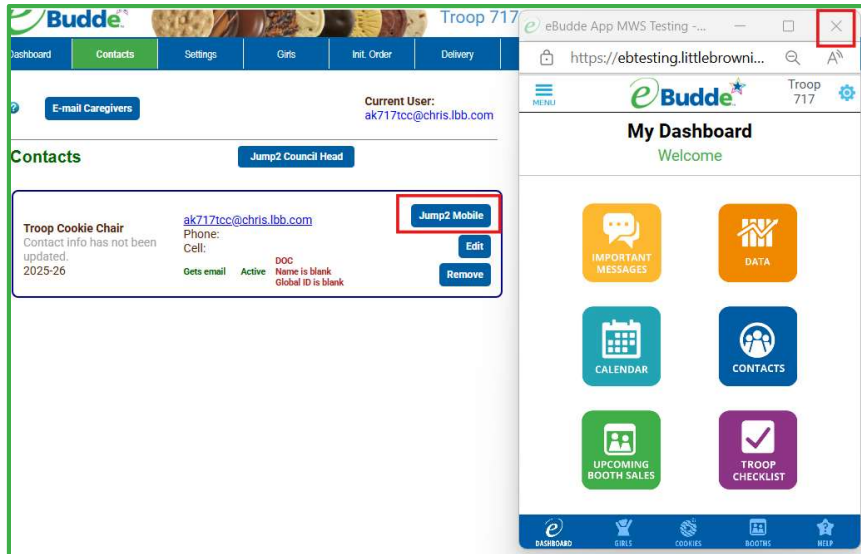 eBudde
Troop 717
Dashboard
Contacts
Settings
Girls
Init. Order
Delivery
E-mail Caregivers
Current User:
ak717tcc@chris.lbb.com
Contacts
Jump2 Council Head
Troop Cookie Chair
Contact info has not been
updated.
2025-26
ak717tcc@chris.lbb.com
Phone:
Cell:
Gets email
Active
DOC
Name is blank
Global ID is blank
Jump2 Mobile
Edit
Remove
eBudde App MWS Testing -...
https://ebtesting.littlebrowni...
MENU
eBudde
Troop
717
My Dashboard
Welcome
IMPORTANT
MESSAGES
DATA
CALENDAR
CONTACTS
UPCOMING
BOOTH SALES
TROOP
CHECKLIST
DASHBOARD
GIRLS
COOKIES
BOOTHS
HELP